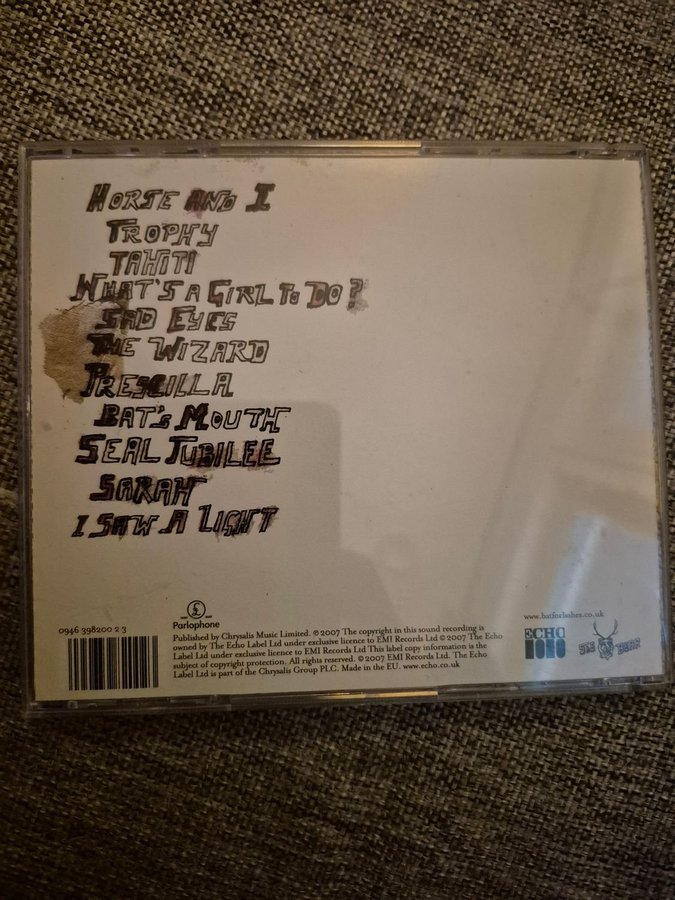 HORSE AND I
TROPHY
TAHITI
WHAT'S A GIRL TO DO?
SAD EYES
THE WIZARD
PRESCILLA
BAT'S MOUTH
SEAL JUBILEE
SARAH
I SAW A LIGHT
£
Parlophone
0946 398200 2 3
Published by Chrysalis Music Limited. ℗ 2007 The copyright in this sound recording is
owned by The Echo Label Ltd under exclusive licence to EMI Records Ltd © 2007 The Echo
Label Ltd under exclusive licence to EMI Records Ltd This label copy information is the
subject of copyright protection. All rights reserved. © 2007 EMI Records Ltd. The Echo
Label Ltd is part of the Chrysalis Group PLC. Made in the EU. www.echo.co.uk
www.batforlashes.co.uk
ECHO
BEAR